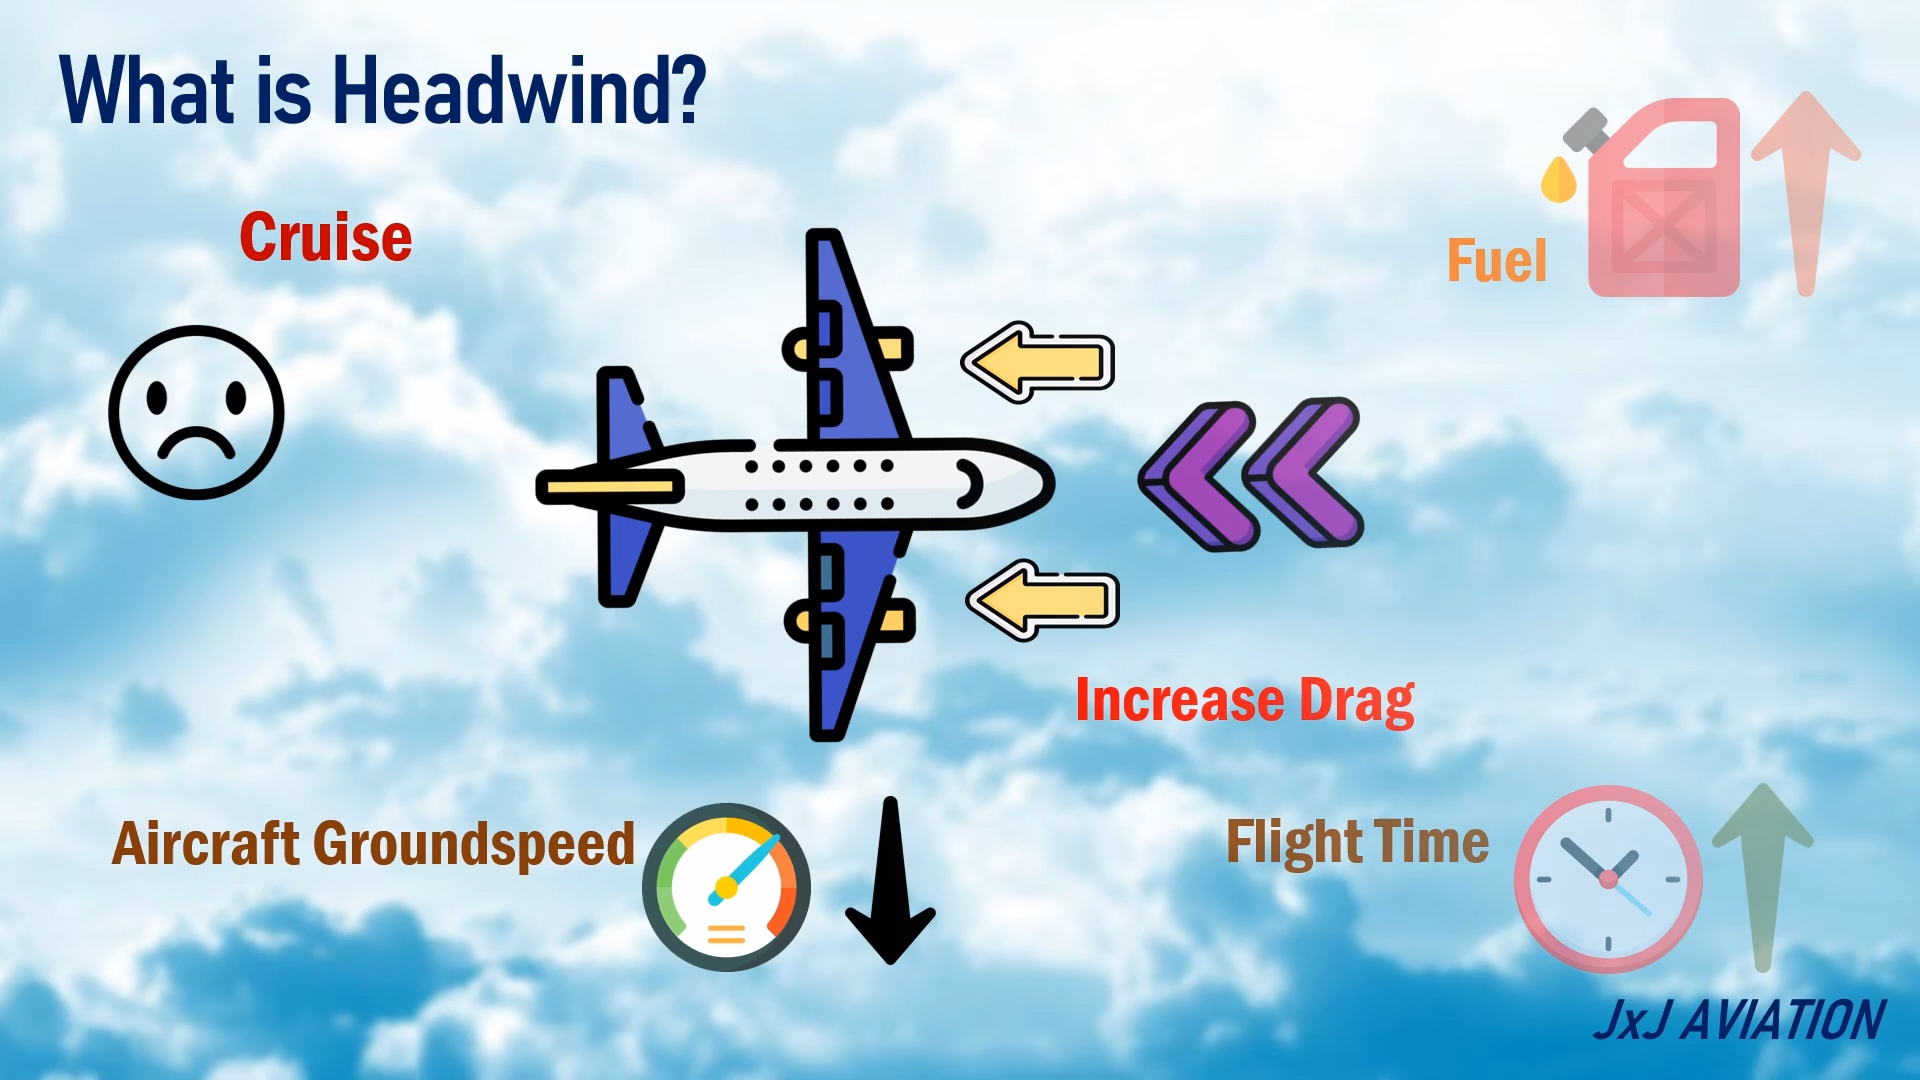 What is Headwind?
Cruise
Fuel
Increase Drag
Aircraft Groundspeed
Flight Time
JxJ AVIATION